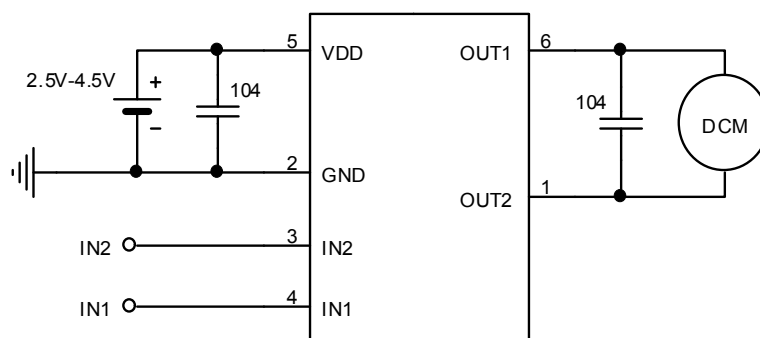 5 VDD OUT1 6
2.5V-4.5V + 104 104 DCM
−
2 GND
OUT2 1
IN2 3 IN2
IN1 4 IN1